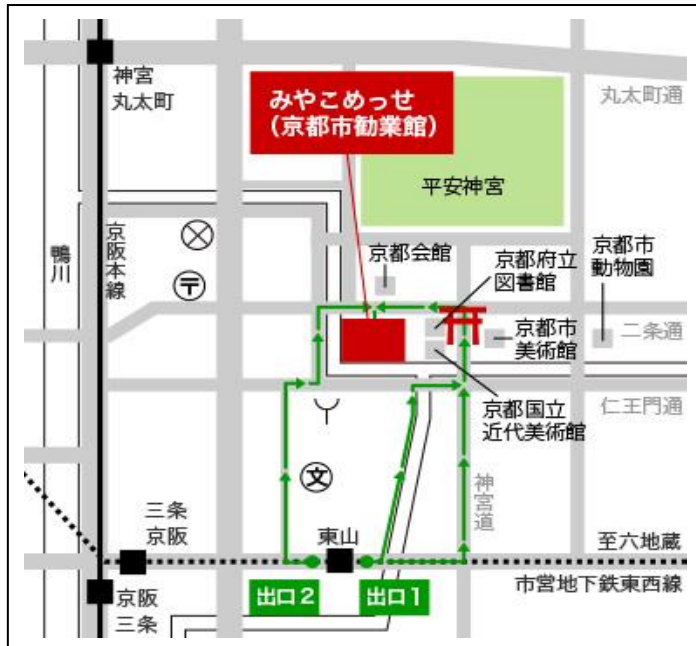 神宮
丸太町
みやこめっせ
(京都市勧業館)
丸太町通
平安神宮
鴨川
京阪本線
〒
京都会館
京都府立
図書館
京都市
動物園
京都市
美術館
二条通
京都国立
近代美術館
仁王門通
文
神宮道
三条
京阪
東山
至六地蔵
出口2
出口1
市営地下鉄東西線
京阪
三条